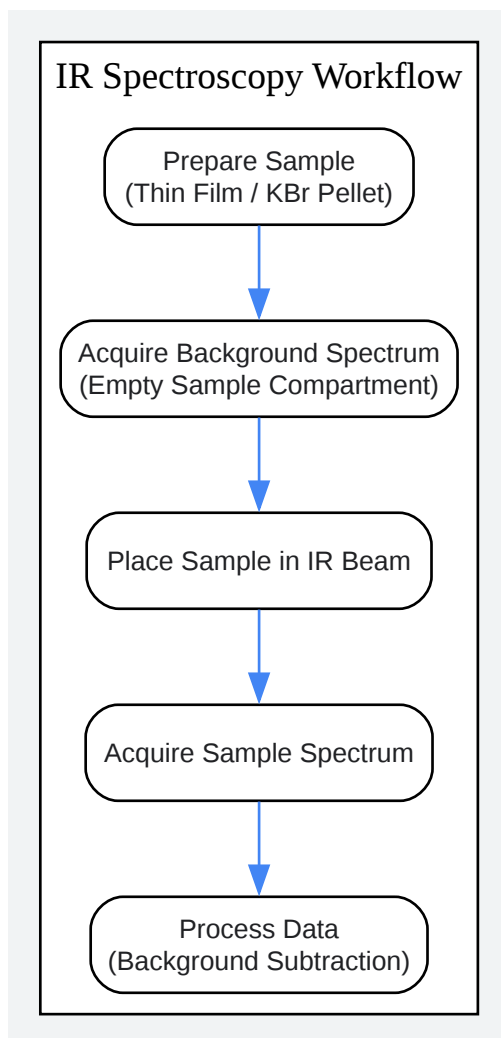 IR Spectroscopy Workflow
Prepare Sample
(Thin Film / KBr Pellet)
Acquire Background Spectrum
(Empty Sample Compartment)
Place Sample in IR Beam
Acquire Sample Spectrum
Process Data
(Background Subtraction)